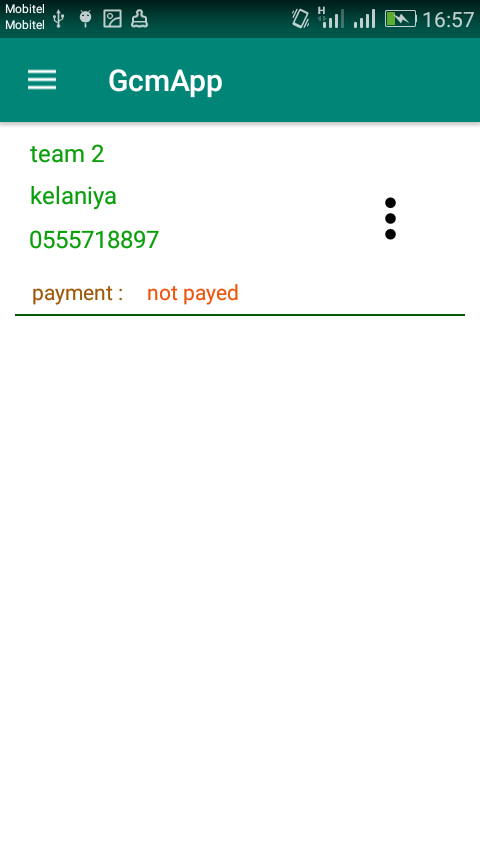 Mobitel
Mobitel
H
16:57
GcmApp
team 2
kelaniya
0555718897
payment : not payed